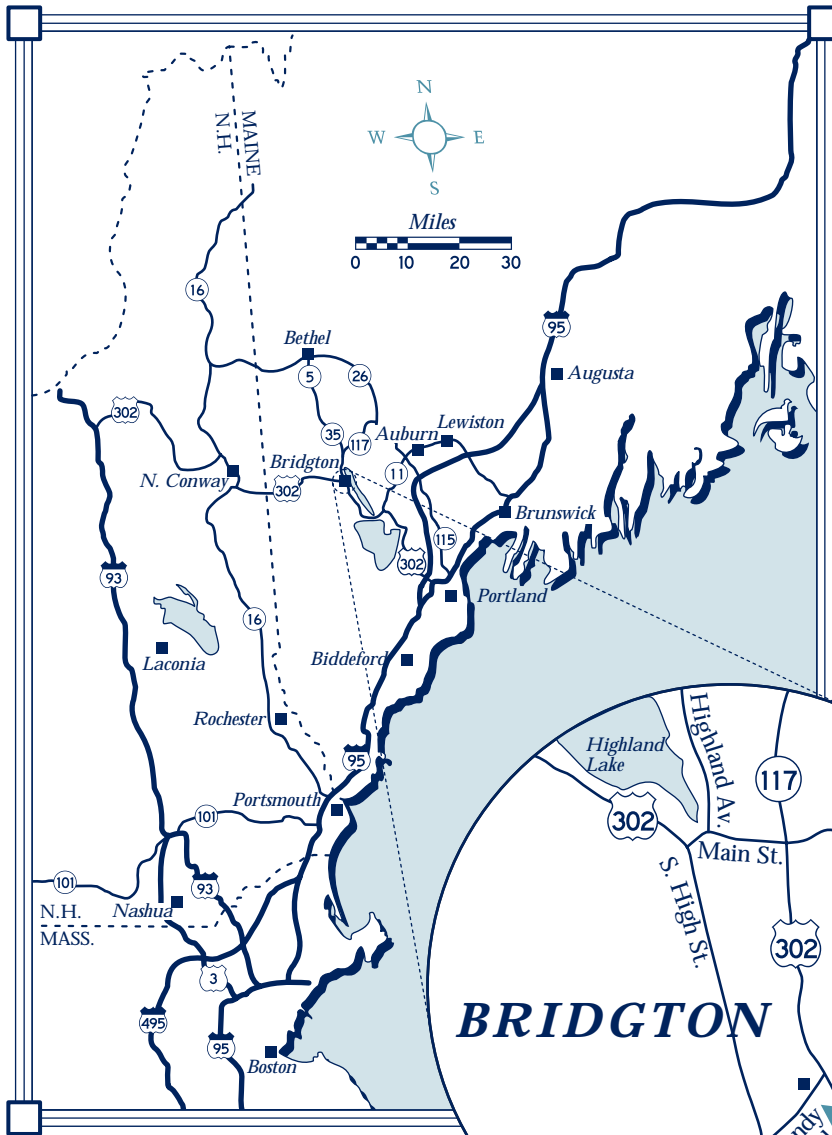 N
W E
S
MAINE
N.H.
Miles
0 10 20 30
16
95
Bethel
5
26
Augusta
302
35
117
Auburn
Lewiston
N. Conway
Bridgton
11
302
Brunswick
115
302
93
Portland
16
Laconia
Biddeford
Rochester
95
Highland
Lake
Highland Av.
117
Portsmouth
101
302
Main St.
S. High St.
101
93
N.H.
Nashua
MASS.
302
3
495
95
BRIDGTON
Boston